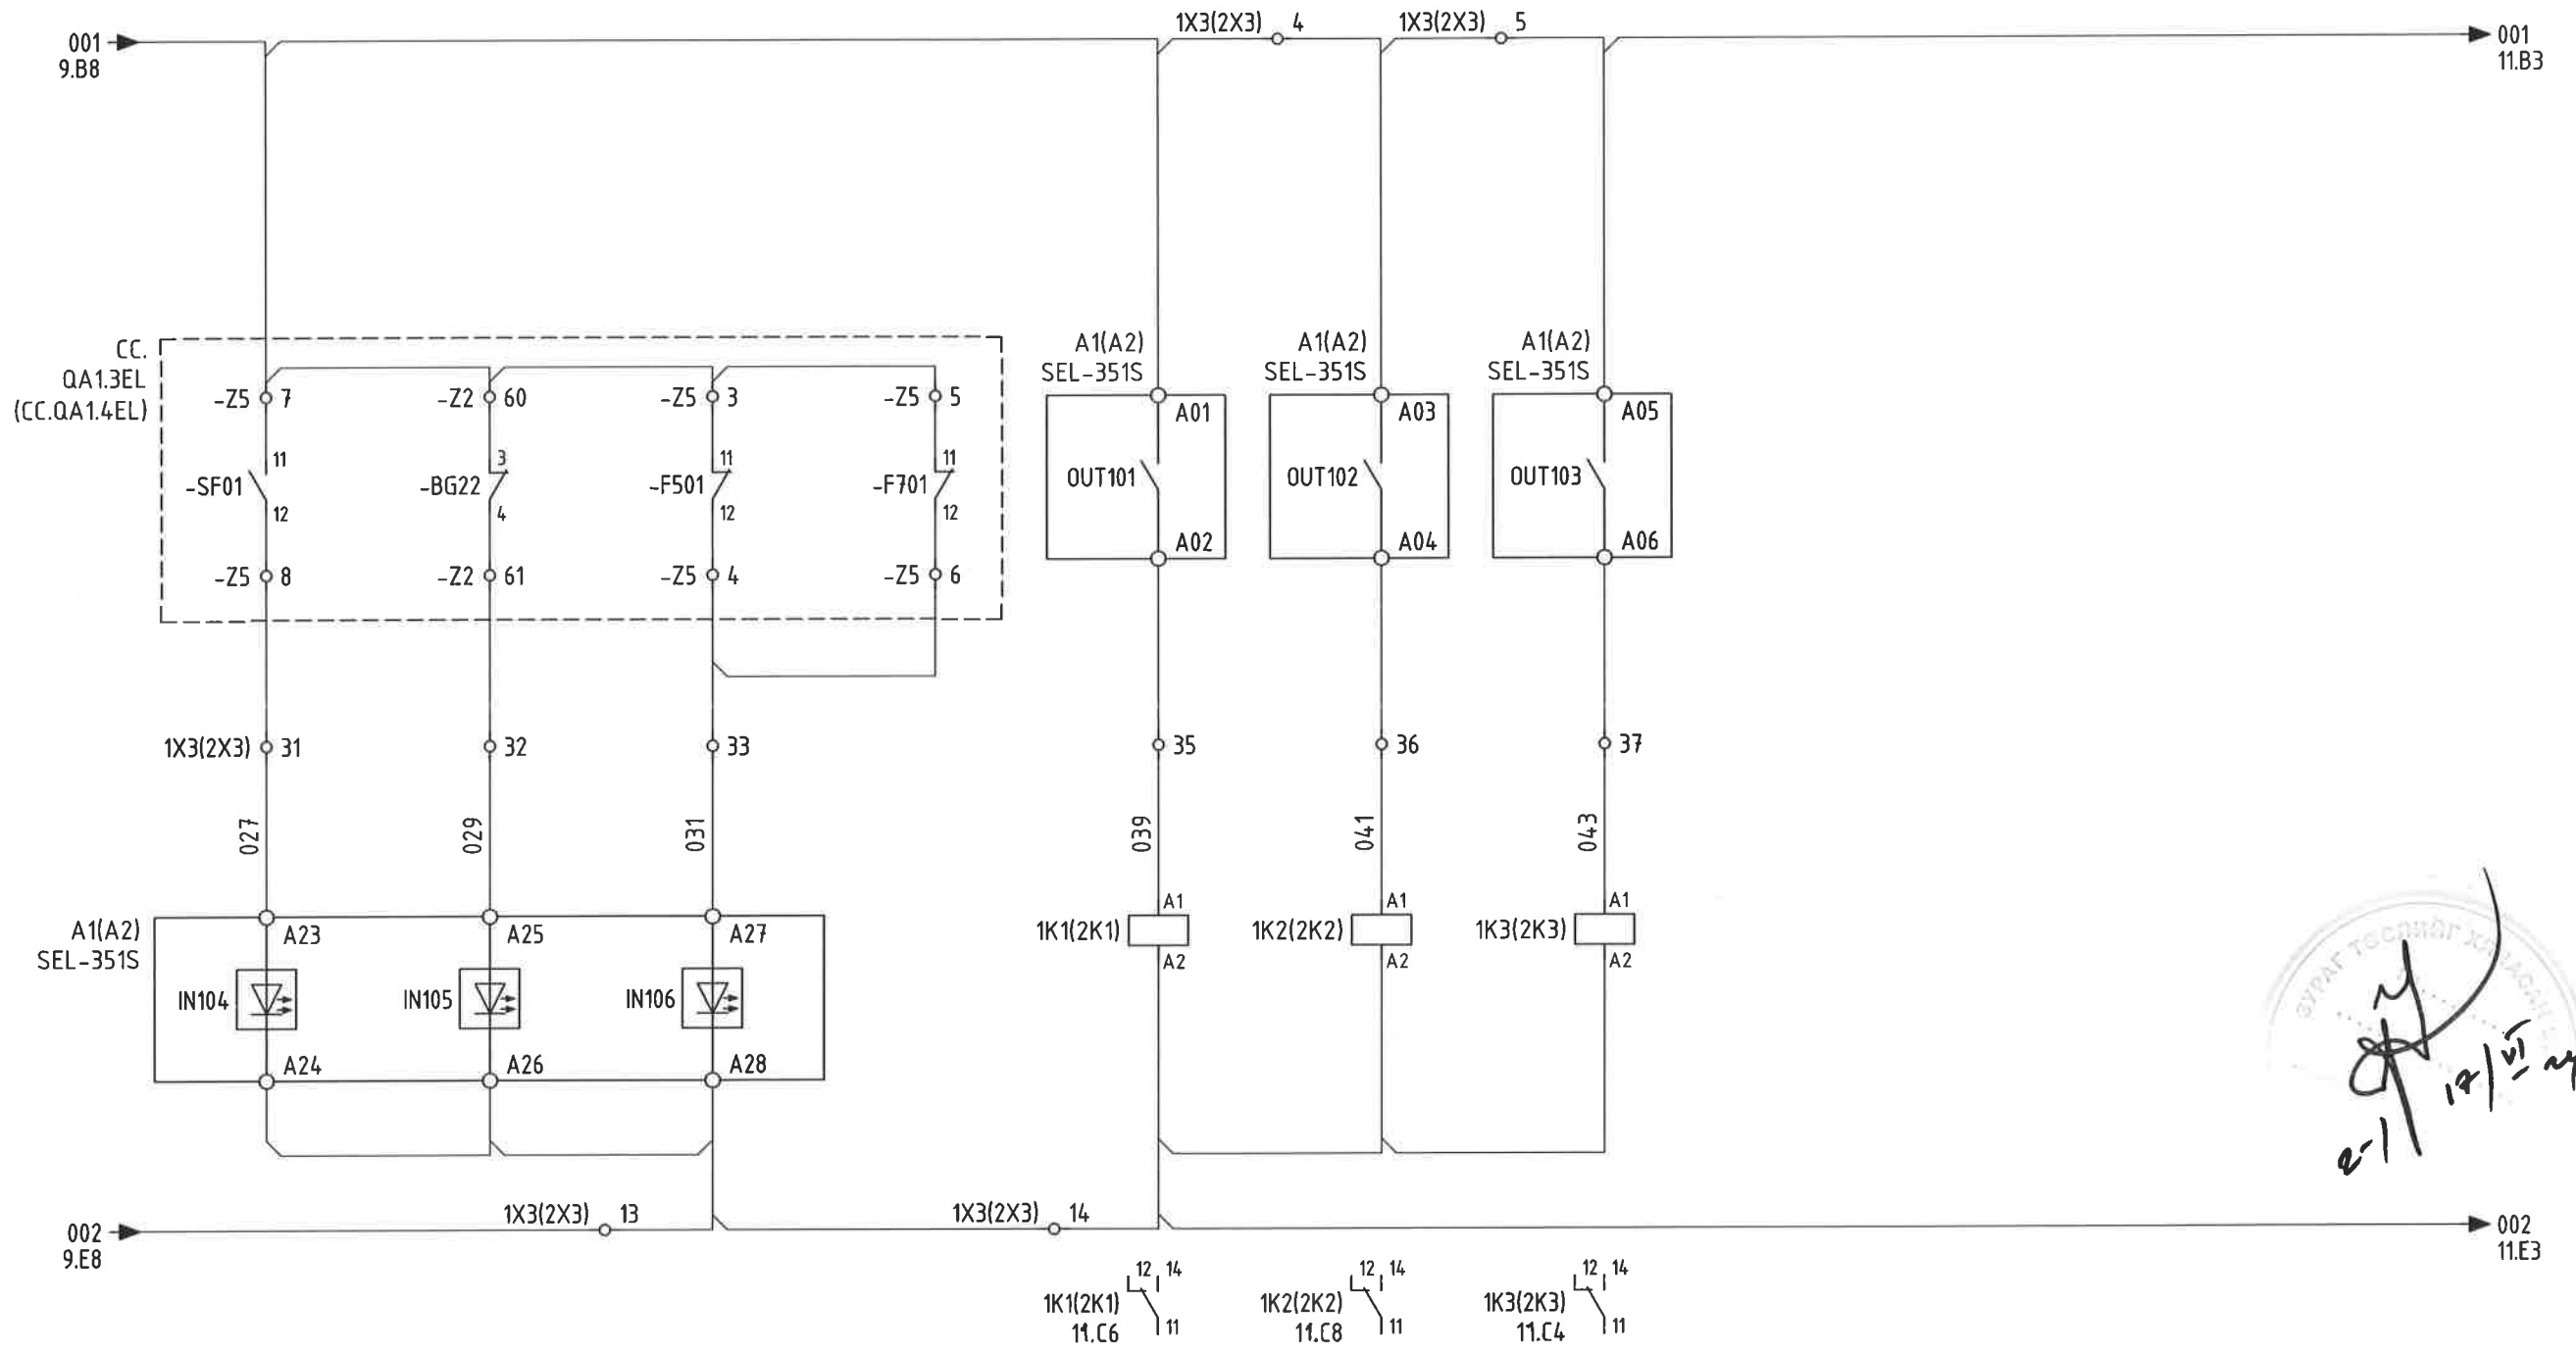 1X3(2X3) 4 1X3(2X3) 5
001 001
9.B8 11.B3
CC.
QA1.3EL
(CC.QA1.4EL)
A1(A2) A1(A2) A1(A2)
SEL-351S SEL-351S SEL-351S
-Z5 7 -Z2 60 -Z5 3 -Z5 5
A01 A03 A05
11 3 11 11
-SF01 -BG22 -F501 -F701 OUT101 OUT102 OUT103
12 4 12 12
A02 A04 A06
-Z5 8 -Z2 61 -Z5 4 -Z5 6
1X3(2X3) 31 32 33 35 36 37
027 029 031 039 041 043
A1 A1 A1
A1(A2) A23 A25 A27 1K1(2K1) 1K2(2K2) 1K3(2K3)
SEL-351S A2 A2 A2
IN104 IN105 IN106
A24 A26 A28
ЗУРАГ ТӨСЛИЙГ
17/VI
2-1
1X3(2X3) 13 1X3(2X3) 14
002 002
9.E8 11.E3
12 14 12 14 12 14
1K1(2K1) 1K2(2K2) 1K3(2K3)
11.C6 11 11.C8 11 11.C4 11